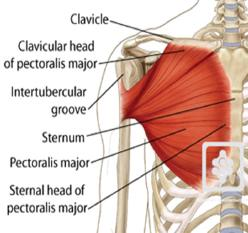 Clavicle
Clavicular head
of pectoralis major
Intertubercular
groove
Sternum
Pectoralis major
Sternal head of
pectoralis major